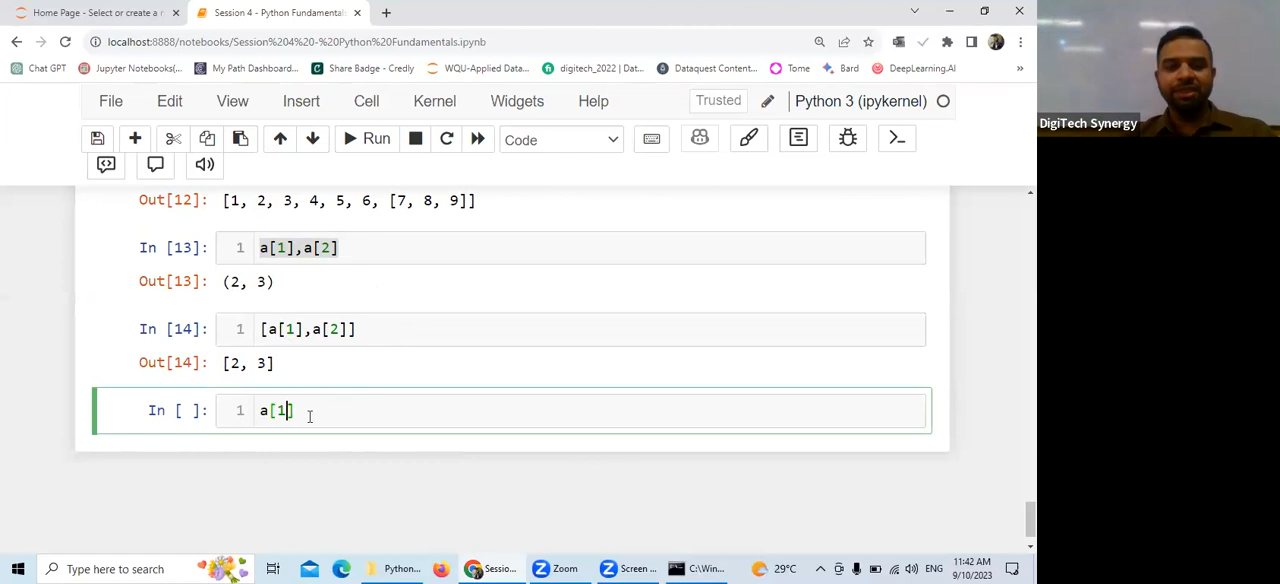 Home Page - Select or create a n
Session 4 - Python Fundamentals
localhost:8888/notebooks/Session%204%20-%20Python%20Fundamentals.ipynb
Chat GPT
Jupyter Notebooks(...
My Path Dashboard...
Share Badge - Credly
WQU-Applied Data...
digitech_2022 | Dat...
Dataquest Content...
Tome
Bard
DeepLearning.AI
»
File Edit View Insert Cell Kernel Widgets Help
Trusted
Python 3 (ipykernel)
Run
Code
Out[12]: [1, 2, 3, 4, 5, 6, [7, 8, 9]]
In [13]: 1 a[1],a[2]
Out[13]: (2, 3)
In [14]: 1 [a[1],a[2]]
Out[14]: [2, 3]
In [ ]: 1 a[1]
DigiTech Synergy
Type here to search
Python...
Sessio...
Zoom
Screen ...
C:\Win...
29°C
ENG
11:42 AM
9/10/2023